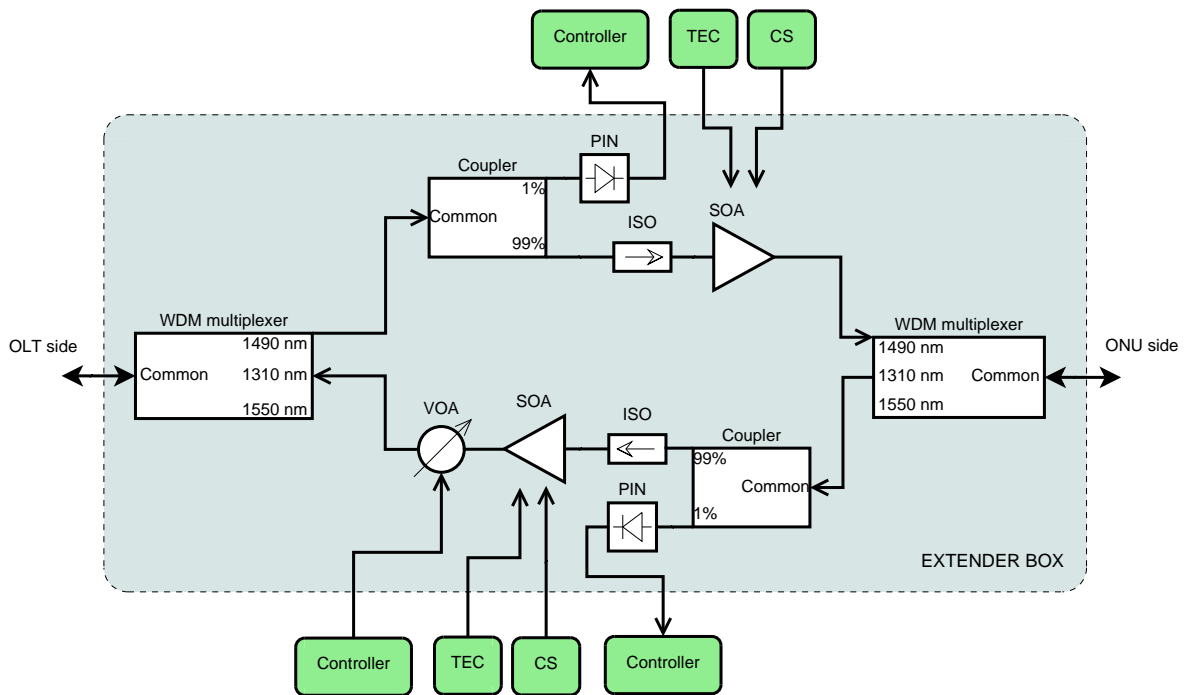 Controller
TEC
CS
PIN
Coupler
1%
Common
99%
ISO
SOA
WDM multiplexer
1490 nm
Common
1310 nm
1550 nm
OLT side
WDM multiplexer
1490 nm
1310 nm
Common
1550 nm
ONU side
VOA
SOA
ISO
Coupler
99%
Common
1%
PIN
EXTENDER BOX
Controller
TEC
CS
Controller